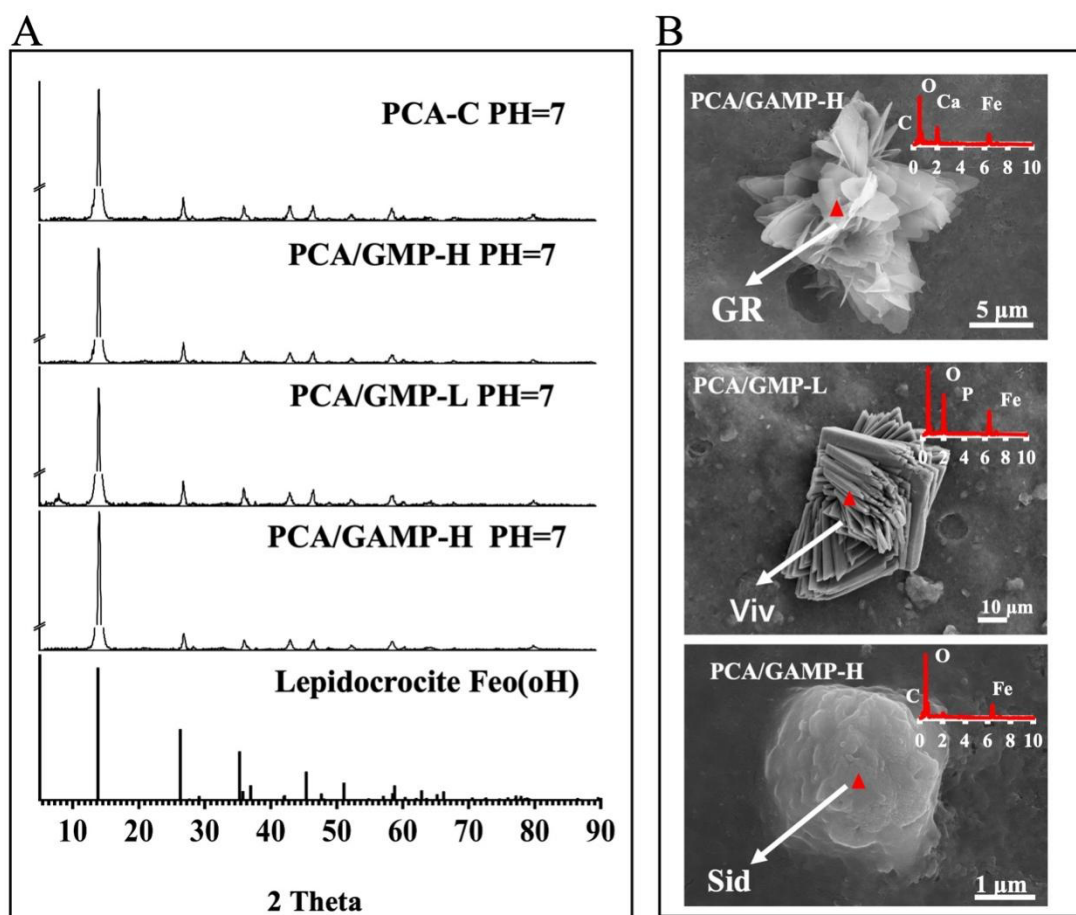 A
PCA-C PH=7
PCA/GMP-H PH=7
PCA/GMP-L PH=7
PCA/GAMP-H PH=7
Lepidocrocite Feo(oH)
10 20 30 40 50 60 70 80 90
2 Theta
B
PCA/GAMP-H
O
C Ca Fe
0 2 4 6 8 10
GR
5 µm
PCA/GMP-L
O
P Fe
0 2 4 6 8 10
Viv
10 µm
PCA/GAMP-H
O
C Fe
0 2 4 6 8 10
Sid
1 µm